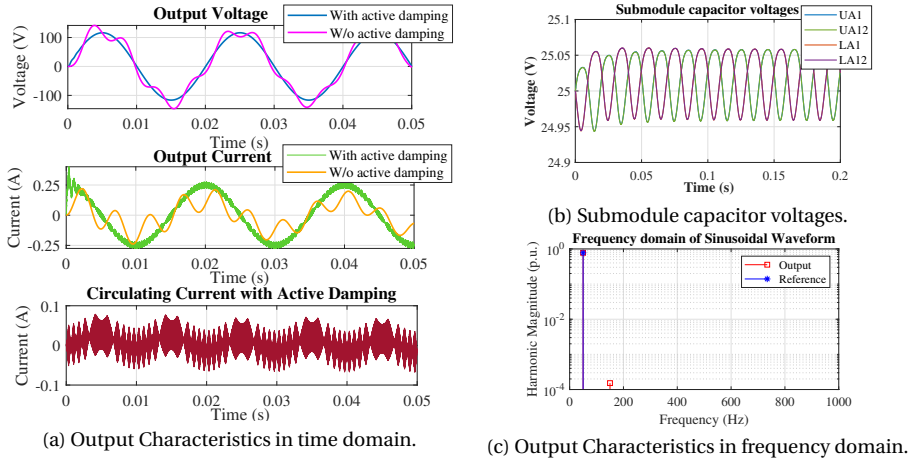 Output Voltage
With active damping
W/o active damping
Voltage (V)
100
0
-100
0 0.01 0.02 0.03 0.04 0.05
Time (s)
Output Current
With active damping
W/o active damping
Current (A)
0.25
0
-0.25
0 0.01 0.02 0.03 0.04 0.05
Time (s)
Circulating Current with Active Damping
Current (A)
0.1
0
-0.1
0 0.01 0.02 0.03 0.04 0.05
Time (s)
(a) Output Characteristics in time domain.
Submodule capacitor voltages
UA1
UA12
LA1
LA12
Voltage (V)
25.1
25.05
25
24.95
24.9
0 0.05 0.1 0.15 0.2
Time (s)
(b) Submodule capacitor voltages.
Frequency domain of Sinusoidal Waveform
Output
Reference
Harmonic Magnitude (p.u.)
10^0
10^-2
10^-4
0 200 400 600 800 1000
Frequency (Hz)
(c) Output Characteristics in frequency domain.